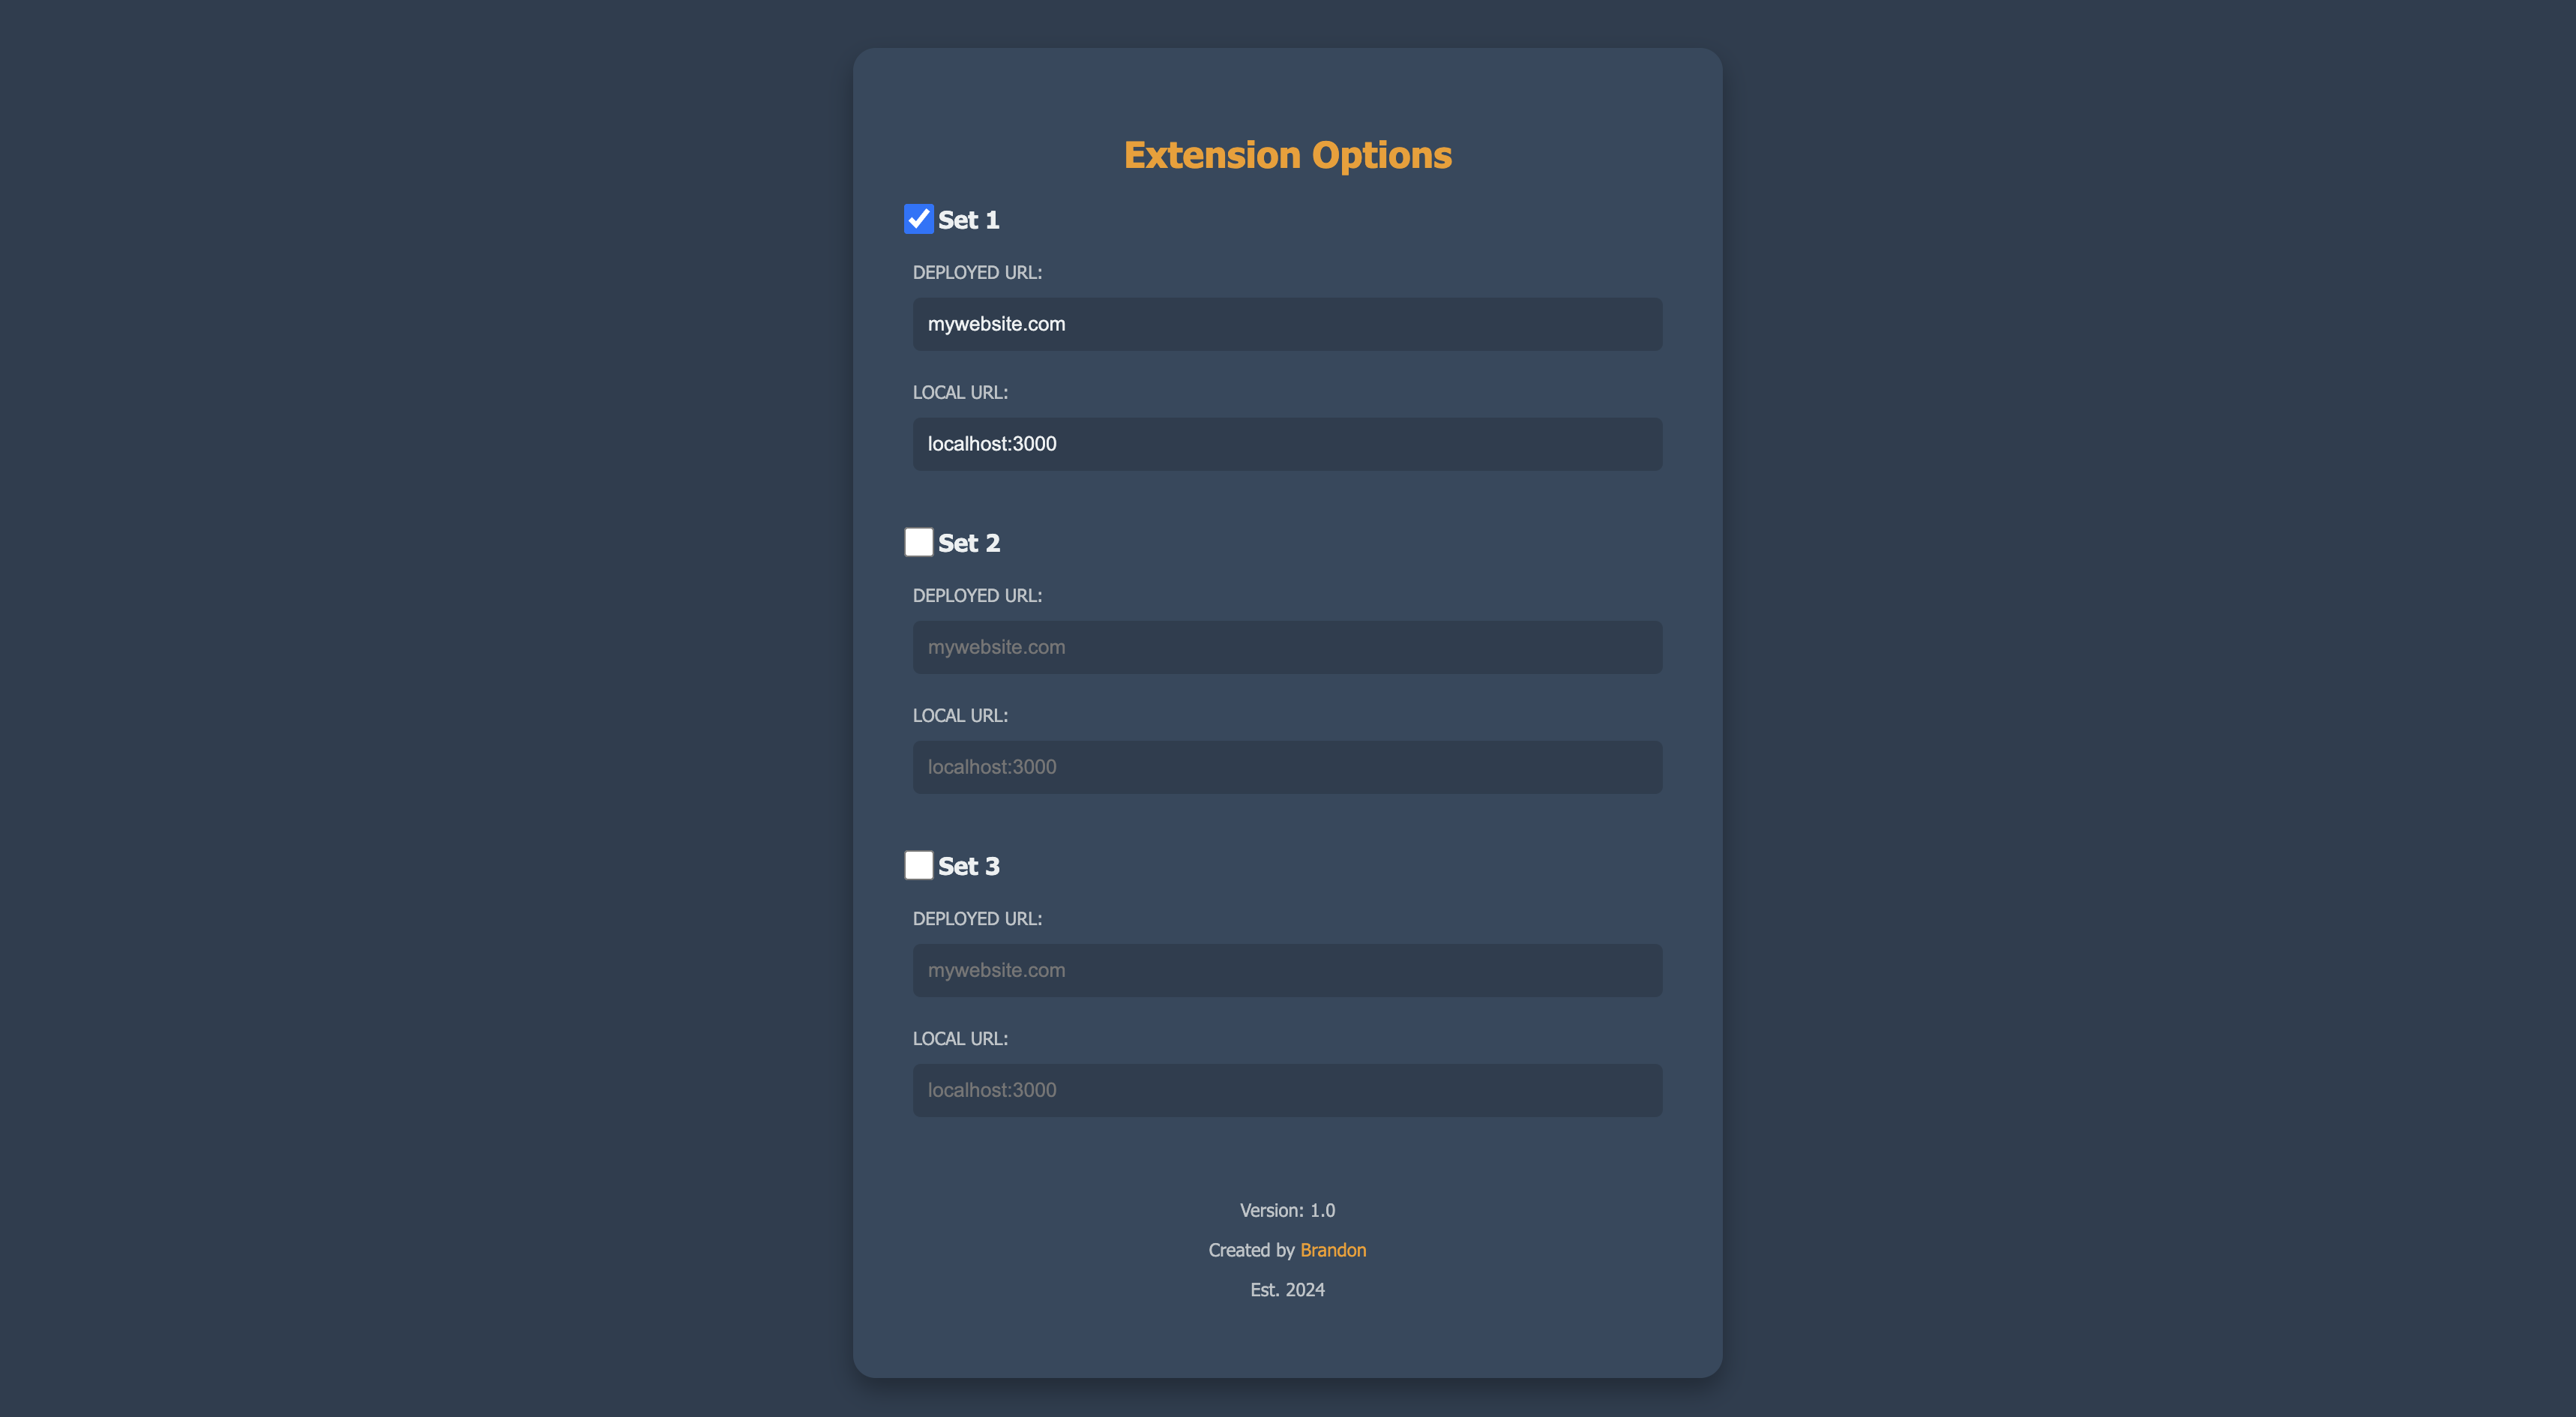 Extension Options
Set 1
DEPLOYED URL:
mywebsite.com
LOCAL URL:
localhost:3000
Set 2
DEPLOYED URL:
mywebsite.com
LOCAL URL:
localhost:3000
Set 3
DEPLOYED URL:
mywebsite.com
LOCAL URL:
localhost:3000
Version: 1.0
Created by Brandon
Est. 2024